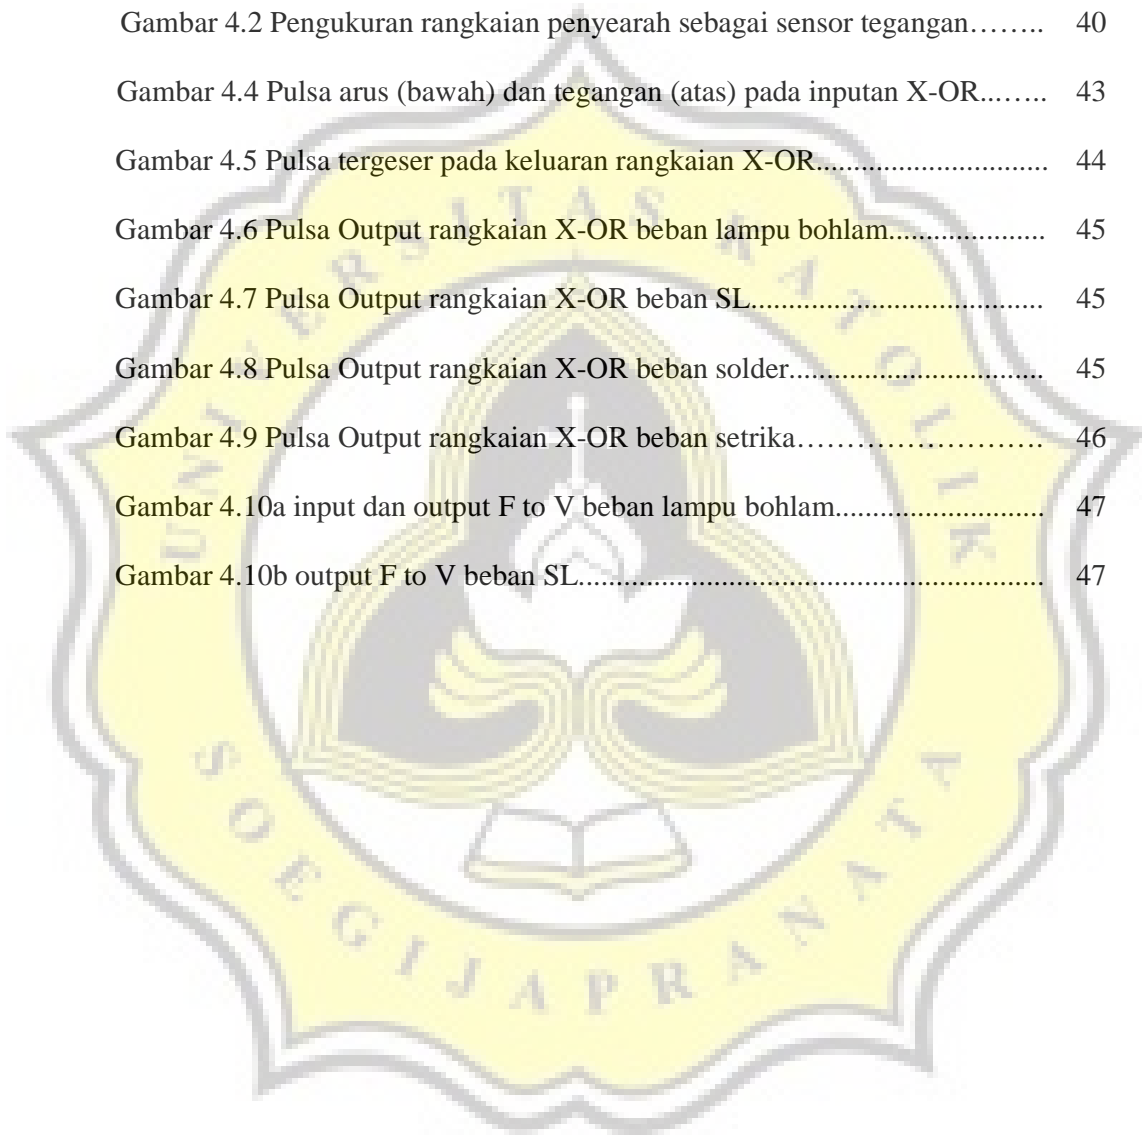 Gambar 4.2 Pengukuran rangkaian penyearah sebagai sensor tegangan…….. 40
Gambar 4.4 Pulsa arus (bawah) dan tegangan (atas) pada inputan X-OR...….. 43
Gambar 4.5 Pulsa tergeser pada keluaran rangkaian X-OR.............................. 44
Gambar 4.6 Pulsa Output rangkaian X-OR beban lampu bohlam.................... 45
Gambar 4.7 Pulsa Output rangkaian X-OR beban SL...................................... 45
Gambar 4.8 Pulsa Output rangkaian X-OR beban solder................................. 45
Gambar 4.9 Pulsa Output rangkaian X-OR beban setrika……………………. 46
Gambar 4.10a input dan output F to V beban lampu bohlam........................... 47
Gambar 4.10b output F to V beban SL............................................................ 47
UNIVERSITAS KATOLIK
SOEGIJAPRANATA